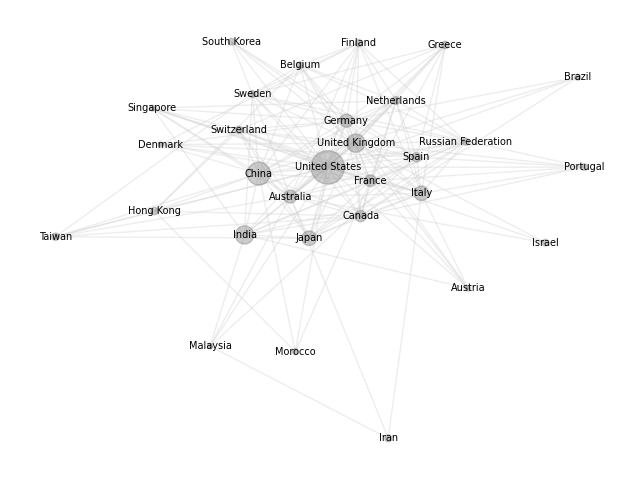 South Korea
Finland
Greece
Belgium
Brazil
Sweden
Netherlands
Singapore
Germany
Switzerland
Denmark
United Kingdom
Russian Federation
Spain
United States
Portugal
China
France
Australia
Italy
Hong Kong
Canada
Taiwan
India
Japan
Israel
Austria
Malaysia
Morocco
Iran